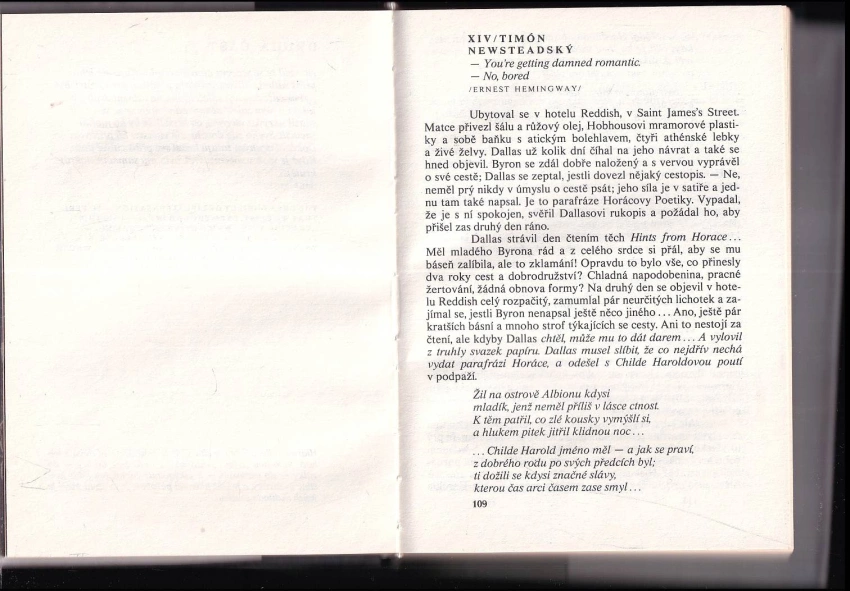 XIV/TIMÓN
NEWSTEADSKÝ
— You're getting damned romantic.
— No, bored
/ERNEST HEMINGWAY/
Ubytoval se v hotelu Reddish, v Saint James's Street.
Matce přivezl šálu a růžový olej, Hobhousovi mramorové plasti-
ky a sobě baňku s atickým bolehlavem, čtyři athénské lebky
a živé želvy. Dallas už kolik dní číhal na jeho návrat a také se
hned objevil. Byron se zdál dobře naložený a s vervou vyprávěl
o své cestě; Dallas se zeptal, jestli dovezl nějaký cestopis. — Ne,
neměl prý nikdy v úmyslu o cestě psát; jeho síla je v satiře a jed-
nu tam také napsal. Je to parafráze Horácovy Poetiky. Vypadal,
že je s ní spokojen, svěřil Dallasovi rukopis a požádal ho, aby
přišel zas druhý den ráno.
Dallas strávil den čtením těch Hints from Horace...
Měl mladého Byrona rád a z celého srdce si přál, aby se mu
báseň zalíbila, ale to zklamání! Opravdu to bylo vše, co přinesly
dva roky cest a dobrodružství? Chladná napodobenina, pracné
žertování, žádná obnova formy? Na druhý den se objevil v hote-
lu Reddish celý rozpačitý, zamumlal pár neurčitých lichotek a za-
jímal se, jestli Byron nenapsal ještě něco jiného... Ano, ještě pár
kratších básní a mnoho strof týkajících se cesty. Ani to nestojí za
čtení, ale kdyby Dallas chtěl, může mu to dát darem... A vylovil
z truhly svazek papíru. Dallas musel slíbit, že co nejdřív nechá
vydat parafrázi Horáce, a odešel s Childe Haroldovou poutí
v podpaží.
Žil na ostrově Albionu kdysi
mladík, jenž neměl příliš v lásce ctnost.
K těm patřil, co zlé kousky vymýšlí si,
a hlukem pitek jitřil klidnou noc...
... Childe Harold jméno měl — a jak se praví,
z dobrého rodu po svých předcích byl;
ti dožili se kdysi značné slávy,
kterou čas arci časem zase smyl...
109